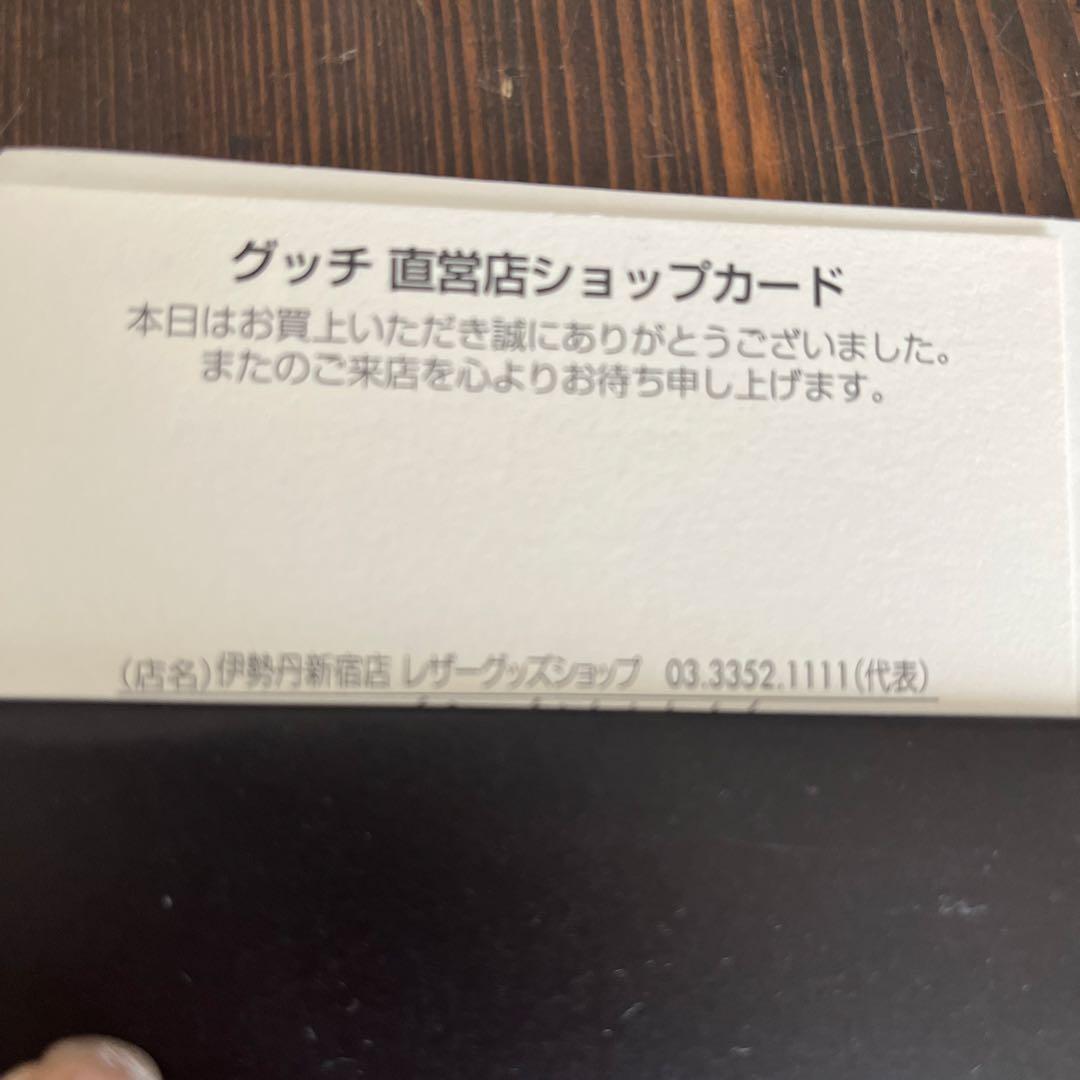 グッチ 直営店ショップカード
本日はお買上いただき誠にありがとうございました。
またのご来店を心よりお待ち申し上げます。
(店名)伊勢丹新宿店 レザーグッズショップ 03.3352.1111(代表)